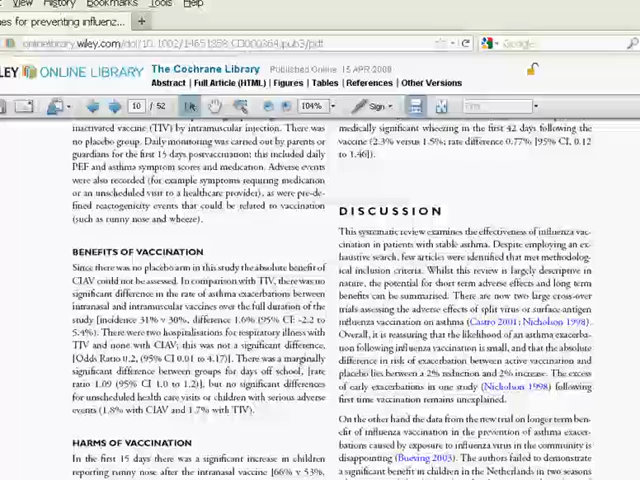 View History Bookmarks Tools Help
es for preventing influenz...
onlinelibrary.wiley.com/doi/10.1002/14651858.CD000364.pub3/pdf
Google
LEY ONLINE LIBRARY
The Cochrane Library Published Online 15 APR 2009
Abstract | Full Article (HTML) | Figures | Tables | References | Other Versions
10 / 52
104%
Sign
Find
inactivated vaccine (TIV) by intramuscular injection. There was
no placebo group. Daily monitoring was carried out by parents or
guardians for the first 15 days postvaccination: this included daily
PEF and asthma symptom scores and medication. Adverse events
were also recorded (for example symptoms requiring medication
or an unscheduled visit to a healthcare provider), as were pre-de-
fined reactogenicity events that could be related to vaccination
(such as runny nose and wheeze).
BENEFITS OF VACCINATION
Since there was no placebo arm in this study the absolute benefit of
CIAV could not be assessed. In comparison with TIV, there was no
significant difference in the rate of asthma exacerbations between
intranasal and intramuscular vaccines over the full duration of the
study [incidence 31% v 30%, difference 1.6% (95% CI: -2.2 to
5.4%). There were two hospitalisations for respiratory illness with
TIV and none with CIAV; this was not a significant difference,
[Odds Ratio 0.2, (95% CI 0.01 to 4.17)]. There was a marginally
significant difference between groups for days off school, [rate
ratio 1.09 (95% CI 1.0 to 1.2)], but no significant differences
for unscheduled health care visits or children with serious adverse
events (1.8% with CIAV and 1.7% with TIV).
HARMS OF VACCINATION
In the first 15 days there was a significant increase in children
reporting runny nose after the intranasal vaccine [66% v 53%,
medically significant wheezing in the first 42 days following the
vaccine (2.3% versus 1.5%; rate difference 0.77% [95% CI, 0.12
to 1.46]).
DISCUSSION
This systematic review examines the effectiveness of influenza vac-
cination in patients with stable asthma. Despite employing an ex-
haustive search, few articles were identified that met methodolog-
ical inclusion criteria. Whilst this review is largely descriptive in
nature, the potential for short term adverse effects and long term
benefits can be summarised. There are now two large cross-over
trials assessing the adverse effects of split virus or surface-antigen
influenza vaccination on asthma (Castro 2001; Nicholson 1998).
Overall, it is reassuring that the likelihood of an asthma exacerba-
tion following influenza vaccination is small, and that the absolute
difference in risk of exacerbation between active vaccination and
placebo lies between a 2% reduction and 2% increase. The excess
of early exacerbations in one study (Nicholson 1998) following
first time vaccination remains unexplained.
On the other hand the data from the new trial on longer term ben-
efit of influenza vaccination in the prevention of asthma exacer-
bations caused by exposure to influenza virus in the community is
disappointing (Bueving 2003). The authors failed to demonstrate
a significant benefit in children in the Netherlands in two seasons